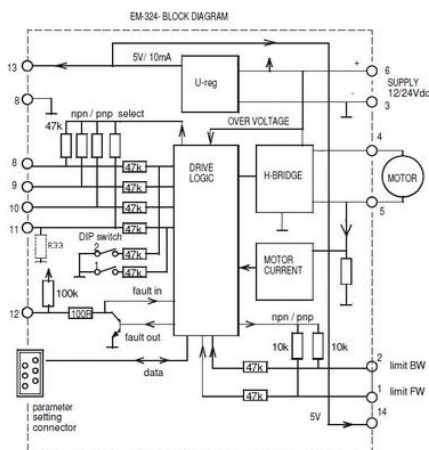 EM-324- BLOCK DIAGRAM
13
5V/ 10mA
U-reg
+
6
SUPPLY
12/24Vdc
-
3
8
npn / pnp select
47k
OVER VOLTAGE
4
8
47k
9
47k
10
47k
11
47k
DRIVE
LOGIC
H-BRIDGE
MOTOR
5
R33
DIP switch
2
47k
1
47k
MOTOR
CURRENT
100k
fault in
12
100R
fault out
npn / pnp
10k
10k
data
47k
2
limit BW
47k
1
limit FW
parameter
setting
connector
5V
14